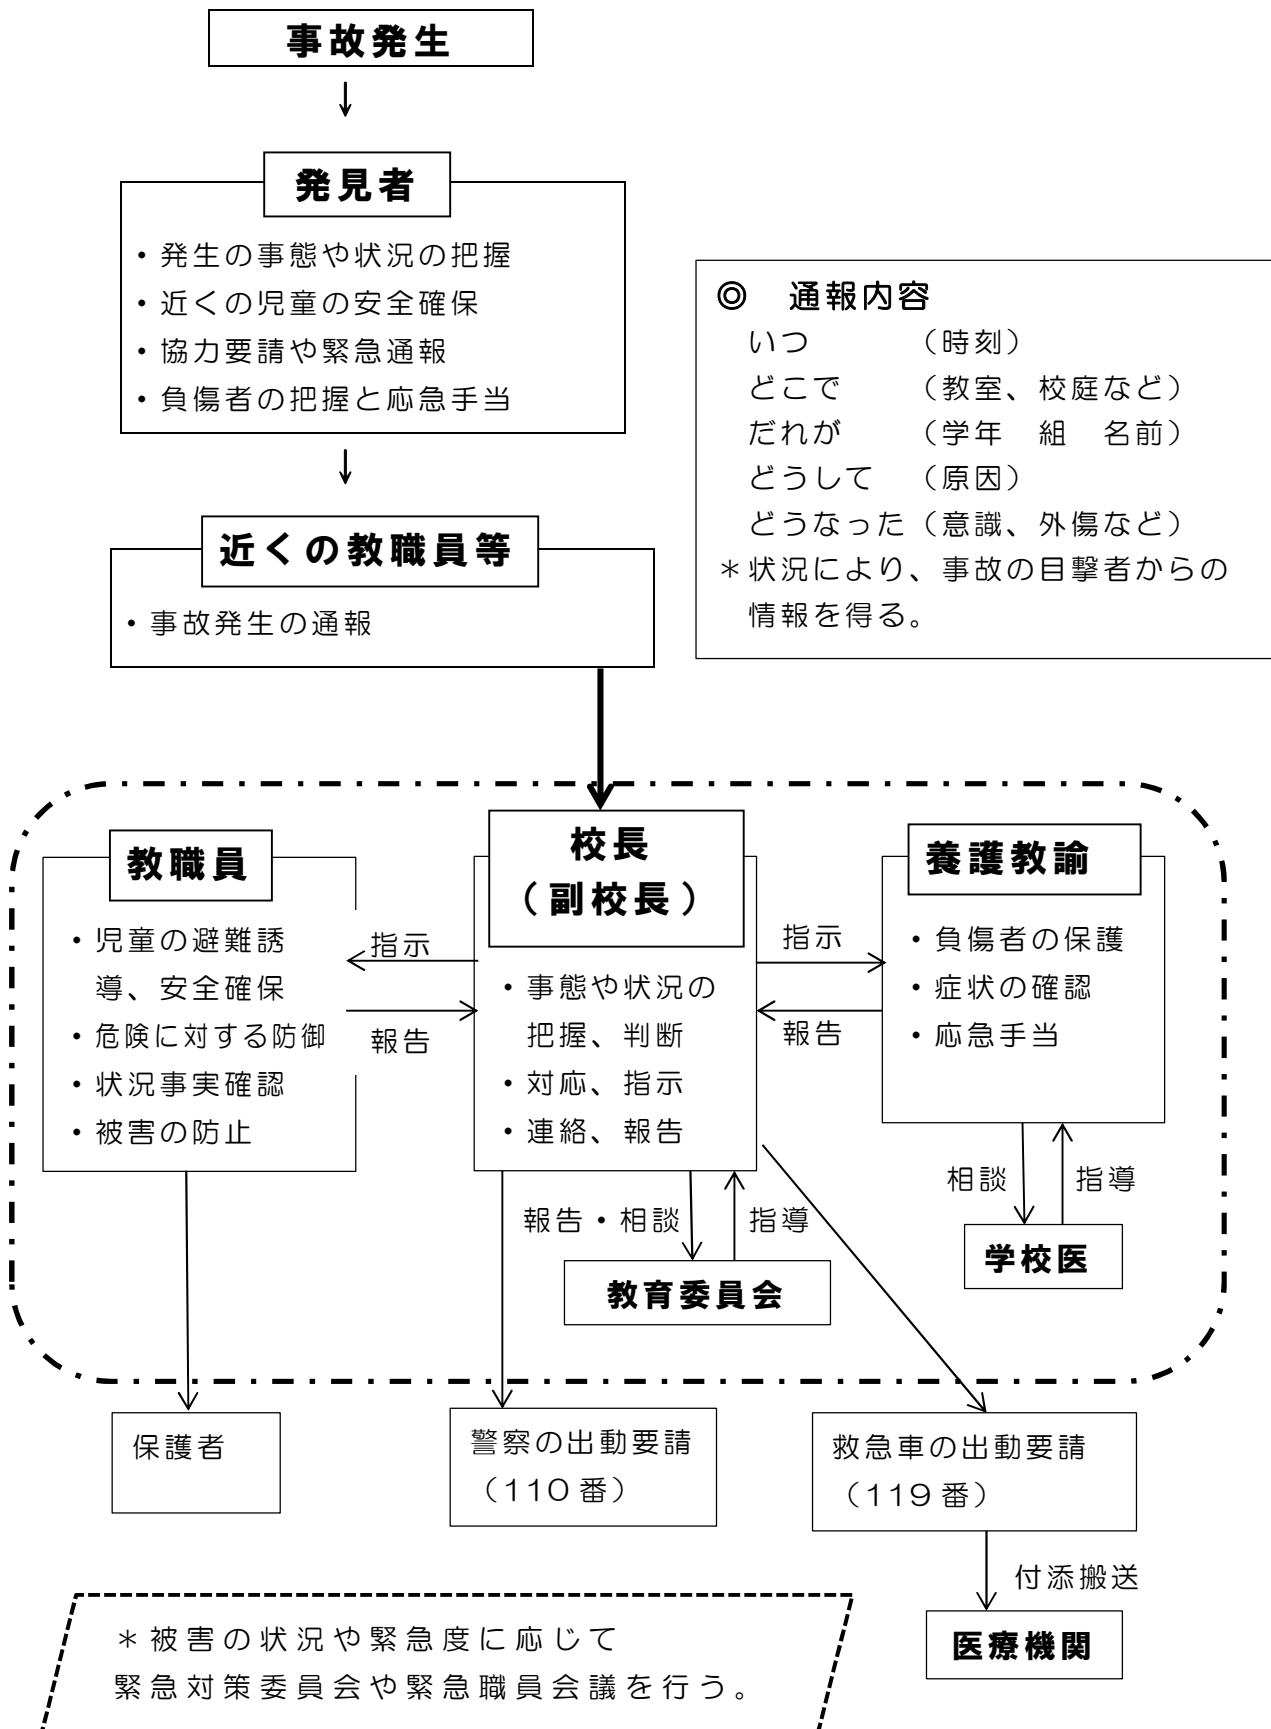 事故発生
発見者
・発生の事態や状況の把握
・近くの児童の安全確保
・協力要請や緊急通報
・負傷者の把握と応急手当
◎　通報内容
いつ　　　（時刻）
どこで　　（教室、校庭など）
だれが　　（学年　組　名前）
どうして　（原因）
どうなった（意識、外傷など）
＊状況により、事故の目撃者からの
情報を得る。
近くの教職員等
・事故発生の通報
教職員
・児童の避難誘
導、安全確保
・危険に対する防御
・状況事実確認
・被害の防止
指示
報告
校長
（副校長）
・事態や状況の
把握、判断
・対応、指示
・連絡、報告
指示
報告
養護教諭
・負傷者の保護
・症状の確認
・応急手当
相談
指導
学校医
報告・相談
指導
教育委員会
保護者
警察の出動要請
（110番）
救急車の出動要請
（119番）
付添搬送
医療機関
＊被害の状況や緊急度に応じて
緊急対策委員会や緊急職員会議を行う。